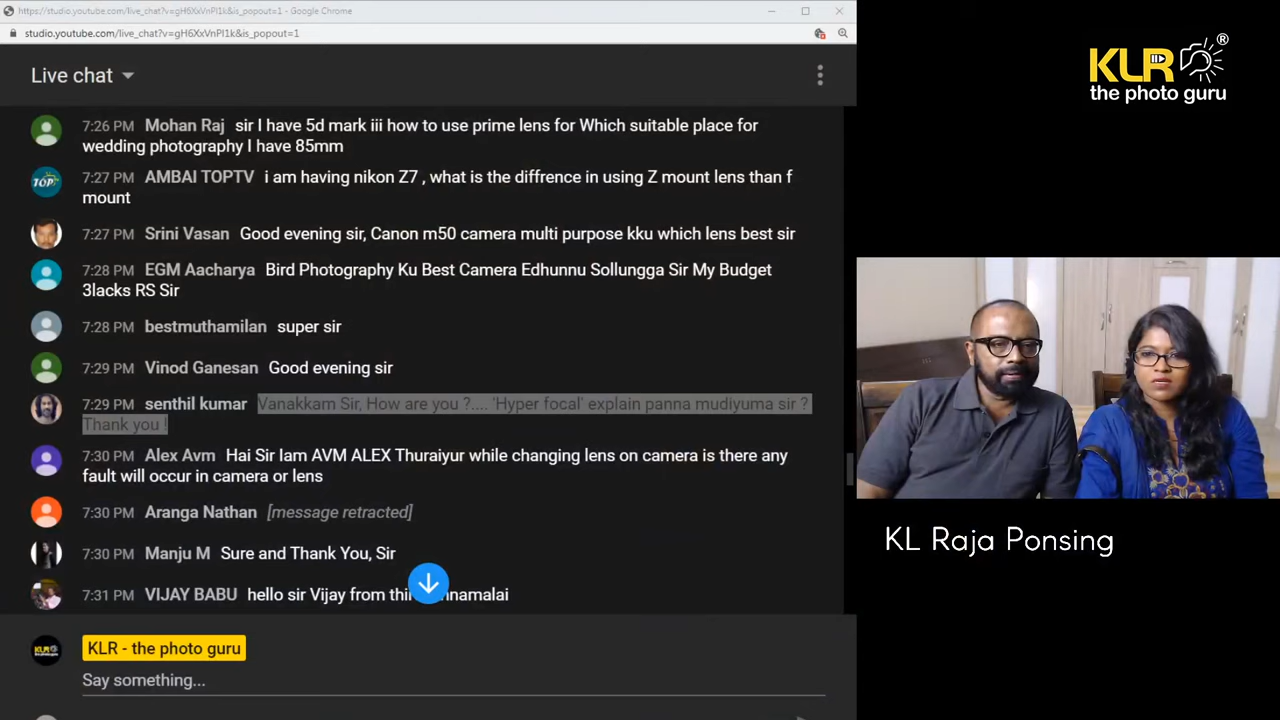 https://studio.youtube.com/live_chat?v=gH6XxVnPl1k&is_popout=1 - Google Chrome
studio.youtube.com/live_chat?v=gH6XxVnPl1k&is_popout=1
Live chat
7:26 PM Mohan Raj sir I have 5d mark iii how to use prime lens for Which suitable place for
wedding photography I have 85mm
7:27 PM AMBAI TOPTV i am having nikon Z7 , what is the diffrence in using Z mount lens than f
mount
7:27 PM Srini Vasan Good evening sir, Canon m50 camera multi purpose kku which lens best sir
7:28 PM EGM Aacharya Bird Photography Ku Best Camera Edhunnu Sollungga Sir My Budget
3lacks RS Sir
7:28 PM bestmuthamilan super sir
7:29 PM Vinod Ganesan Good evening sir
7:29 PM senthil kumar Vanakkam Sir, How are you ?.... 'Hyper focal' explain panna mudiyuma sir ?
Thank you !
7:30 PM Alex Avm Hai Sir Iam AVM ALEX Thuraiyur while changing lens on camera is there any
fault will occur in camera or lens
7:30 PM Aranga Nathan [message retracted]
7:30 PM Manju M Sure and Thank You, Sir
7:31 PM VIJAY BABU hello sir Vijay from
KLR - the photo guru
Say something...
KLR ®
the photo guru
KL Raja Ponsing
TOP